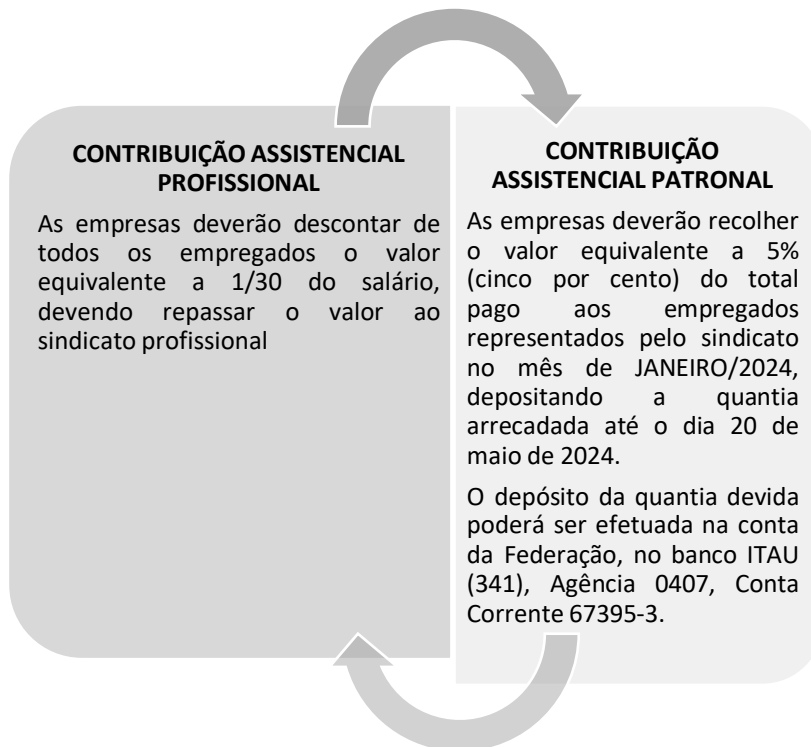 CONTRIBUIÇÃO ASSISTENCIAL
PROFISSIONAL
As empresas deverão descontar de
todos os empregados o valor
equivalente a 1/30 do salário,
devendo repassar o valor ao
sindicato profissional
CONTRIBUIÇÃO
ASSISTENCIAL PATRONAL
As empresas deverão recolher
o valor equivalente a 5%
(cinco por cento) do total
pago aos empregados
representados pelo sindicato
no mês de JANEIRO/2024,
depositando a quantia
arrecadada até o dia 20 de
maio de 2024.
O depósito da quantia devida
poderá ser efetuada na conta
da Federação, no banco ITAU
(341), Agência 0407, Conta
Corrente 67395-3.